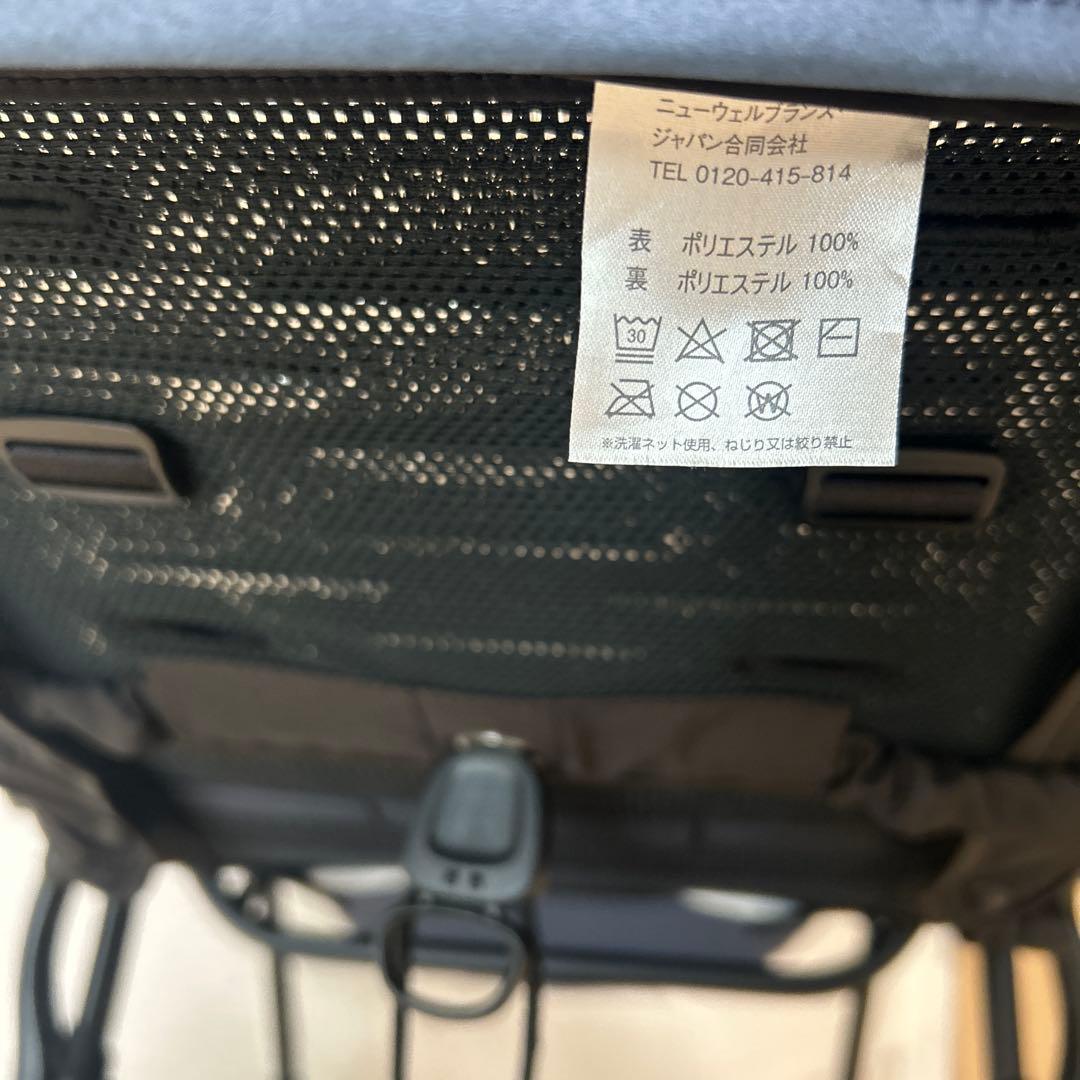 ニューウェルブランズ・
ジャパン合同会社
TEL 0120-415-814
表 ポリエステル 100%
裏 ポリエステル 100%
30
W
※洗濯ネット使用、ねじり又は絞り禁止